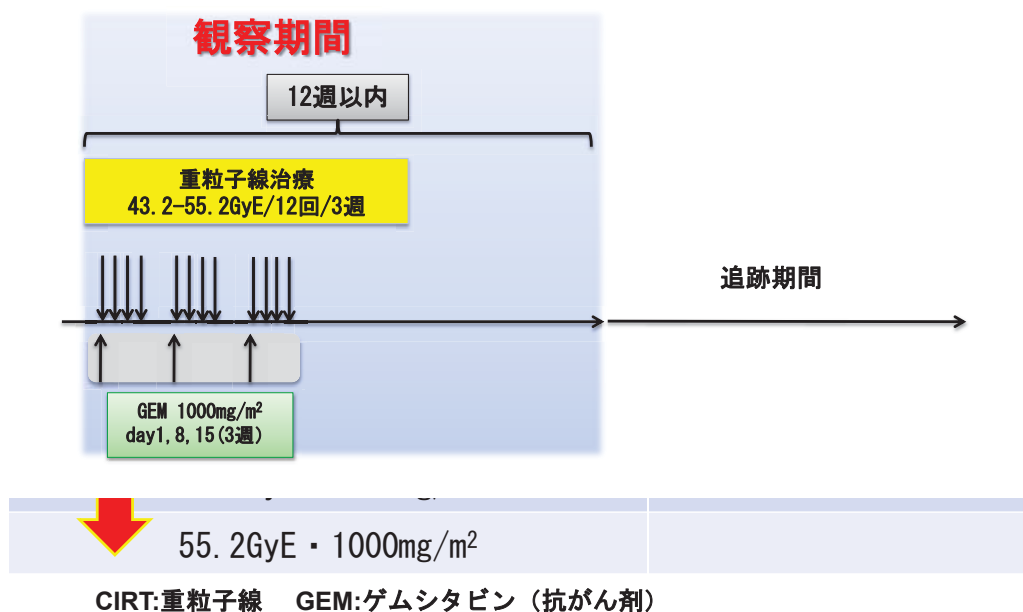 観察期間
12週以内
重粒子線治療
43.2-55.2GyE/12回/3週
追跡期間
GEM 1000mg/m²
day1,8,15(3週)
55.2GyE・1000mg/m²
CIRT:重粒子線 GEM:ゲムシタビン（抗がん剤）